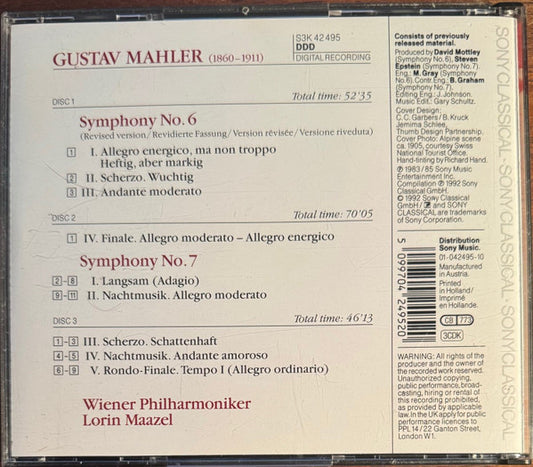 GUSTAV MAHLER (1860–1911)
S3K 42495
DDD
DIGITAL RECORDING
DISC 1
Total time: 52'35
Symphony No. 6
(Revised version / Revidierte Fassung / Version révisée / Versione riveduta)
1 I. Allegro energico, ma non troppo
Heftig, aber markig
2 II. Scherzo. Wuchtig
3 III. Andante moderato
DISC 2
Total time: 70'05
1 IV. Finale. Allegro moderato – Allegro energico
Symphony No. 7
2–8 I. Langsam (Adagio)
9–11 II. Nachtmusik. Allegro moderato
DISC 3
Total time: 46'13
1–3 III. Scherzo. Schattenhaft
4–5 IV. Nachtmusik. Andante amoroso
6–9 V. Rondo-Finale. Tempo I (Allegro ordinario)
Wiener Philharmoniker
Lorin Maazel
Consists of previously
released material.
Produced by David Mottley
(Symphony No. 6), Steven
Epstein (Symphony No. 7).
Eng.: M. Gray (Symphony
No. 6). Contr. Eng.: B. Graham
(Symphony No. 7).
Editing Eng.: J. Johnson.
Music Edit.: Gary Schultz.
Cover Design:
C. C. Garbers / B. Kruck
Jemima Schlee,
Thumb Design Partnership.
Cover Photo: Alpine scene
ca. 1905, courtesy Swiss
National Tourist Office.
Hand-tinting by Richard Hand.
℗ 1983 / 85 Sony Music
Entertainment Inc.
Compilation ℗ 1992 Sony
Classical GmbH.
© 1992 Sony Classical
GmbH / and SONY
CLASSICAL are trademarks
of Sony Corporation.
5 099704 249520
Distribution
Sony Music.
01-042495-10
Manufactured
in Austria.
Printed
in Holland /
Imprimé
en Hollande.
CB 773
3CDK
WARNING: All rights of the
producer and the owner of
the recorded work reserved.
Unauthorized copying,
public performance, broad-
casting, hiring or rental of
this recording prohibited,
as provided by applicable
law. In the UK apply for public
performance licences to
PPL 14 / 22 Ganton Street,
London W1.
SONY CLASSICAL · SONY CLASSICAL · SONY CLASSICAL